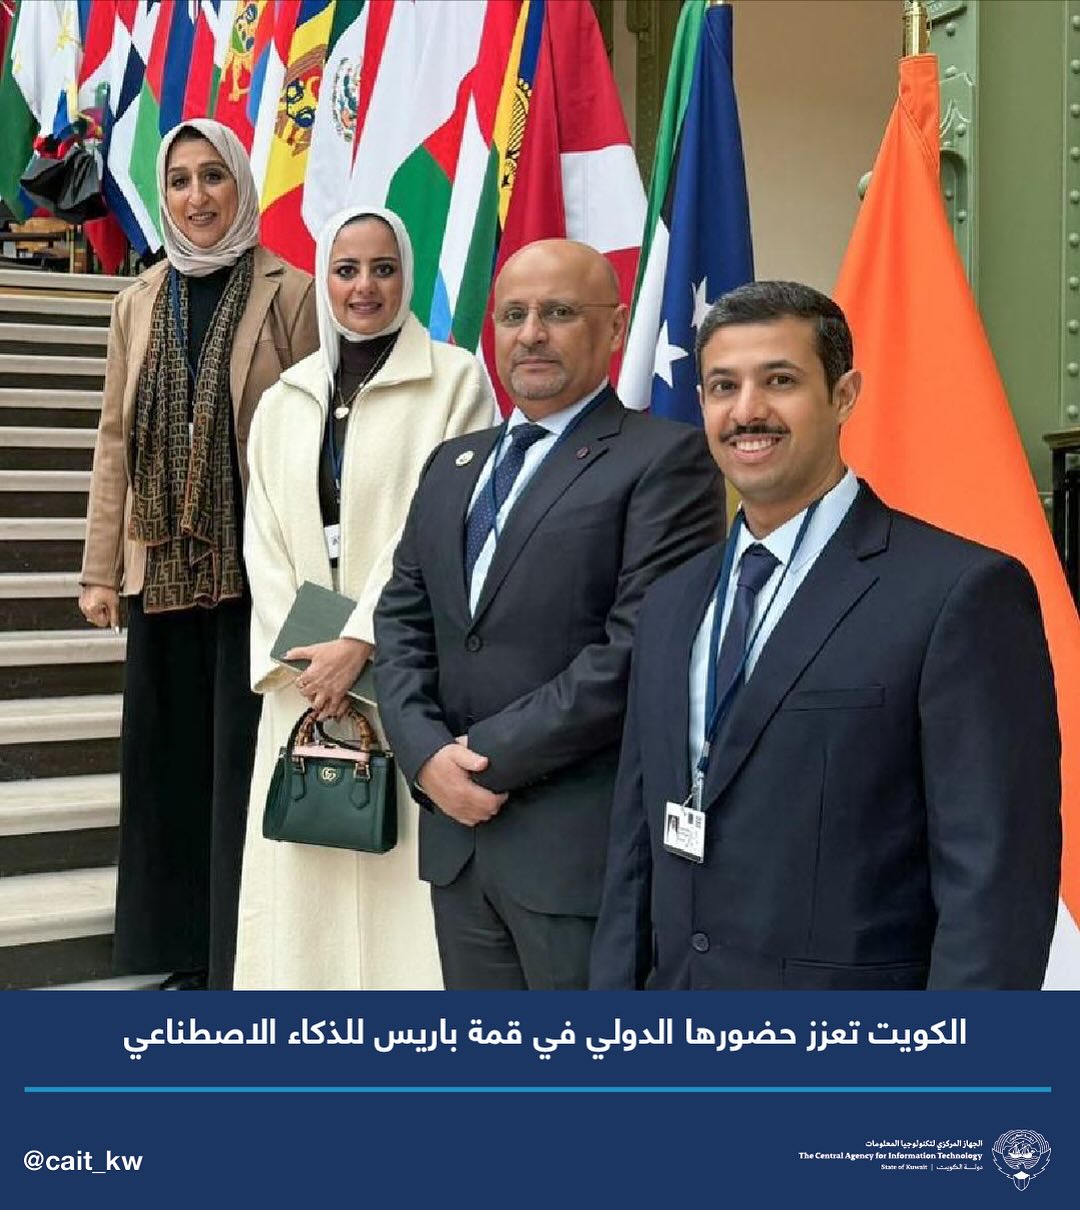 الكويت تعزز حضورها الدولي في قمة باريس للذكاء الاصطناعي
@cait_kw
الجهاز المركزي لتكنولوجيا المعلومات
The Central Agency for Information Technology
State of Kuwait | دولة الكويت